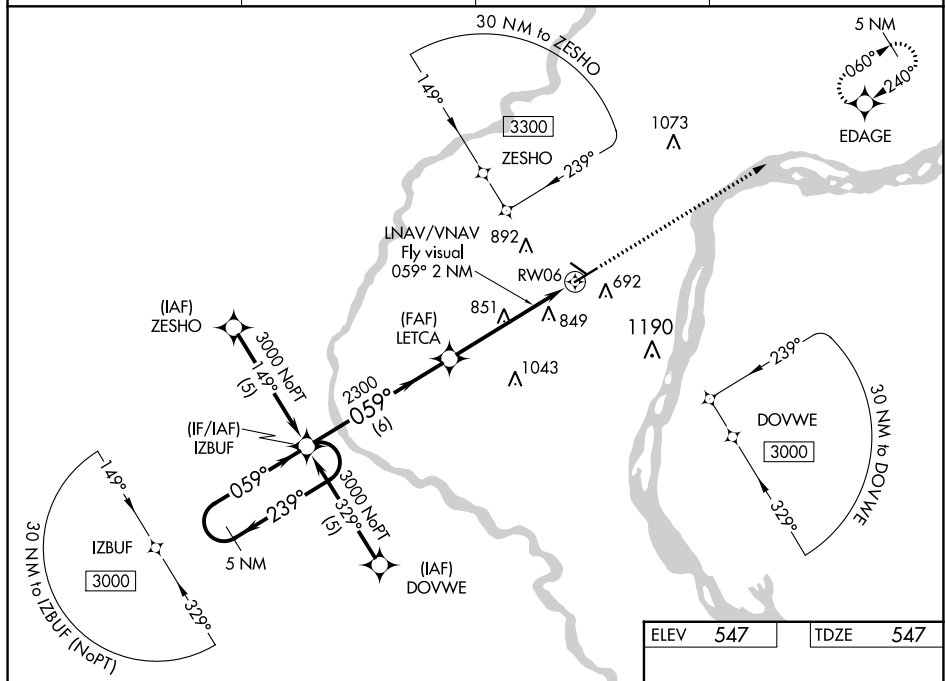 30 NM to ZESHO
149°
3300
ZESHO
239°
1073
5 NM
060°
240°
EDAGE
LNAV/VNAV
Fly visual
059° 2 NM
892
RW06
692
851
849
(FAF)
LETCA
1190
1043
(IAF)
ZESHO
3000 NoPT
149°
(5)
2300
059°
(6)
(IF/IAF)
IZBUF
059°
239°
5 NM
3000 NoPT
329°
(5)
(IAF)
DOVWE
239°
DOVWE
3000
329°
30 NM to DOVWE
149°
IZBUF
3000
329°
30 NM to IZBUF (NoPT)
ELEV 547
TDZE 547